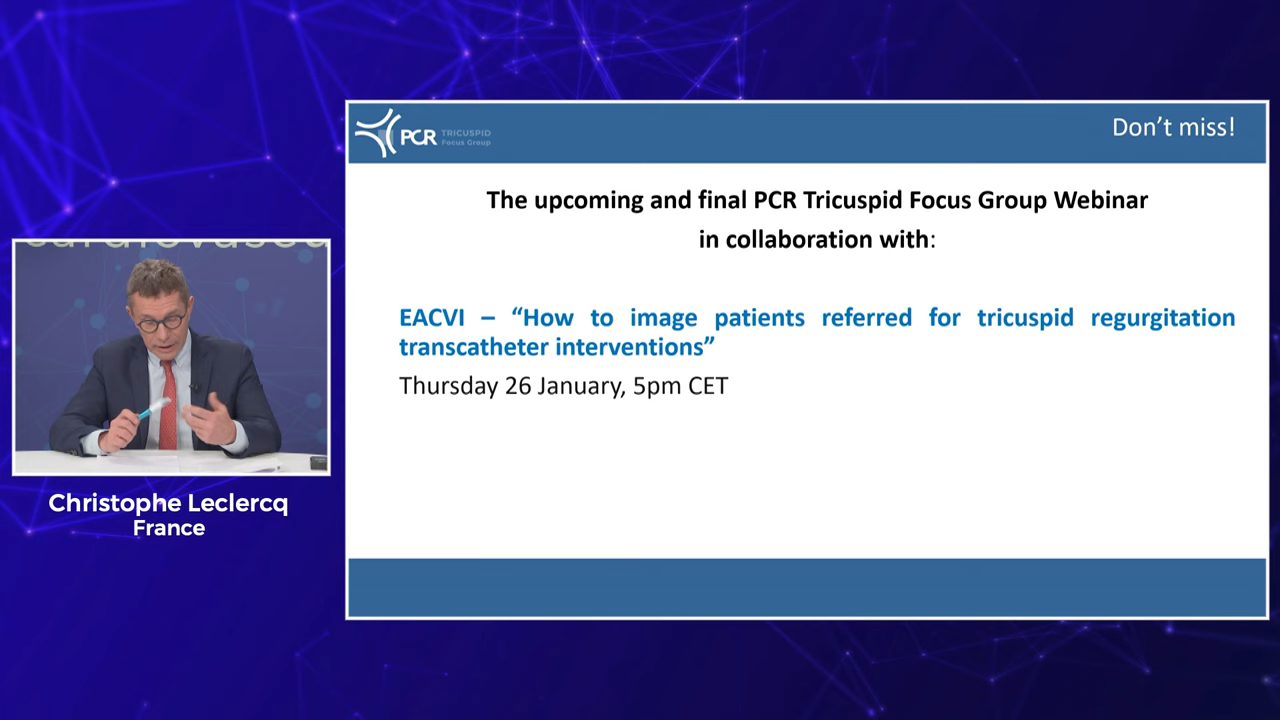 PCR TRICUSPID
Focus Group
Don't miss!
The upcoming and final PCR Tricuspid Focus Group Webinar
in collaboration with:
EACVI – “How to image patients referred for tricuspid regurgitation
transcatheter interventions”
Thursday 26 January, 5pm CET
Christophe Leclercq
France